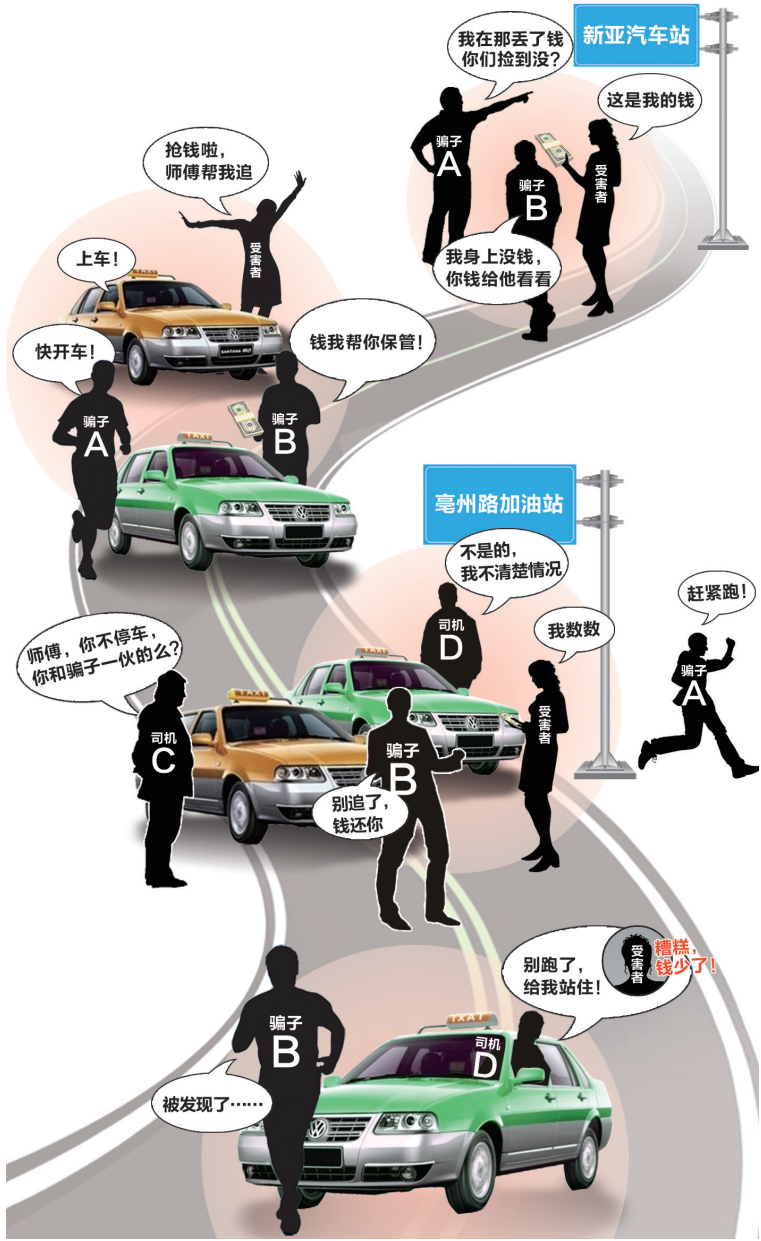 新亚汽车站
我在那丢了钱
你们捡到没？
这是我的钱
骗子
A
骗子
B
受害者
我身上没钱，
你钱给他看看
抢钱啦，
师傅帮我追
受害者
上车！
TAXI
SANTANA
快开车！
钱我帮你保管！
骗子
A
骗子
B
TAXI
亳州路加油站
不是的，
我不清楚情况
赶紧跑！
司机
D
我数数
骗子
A
师傅，你不停车，
你和骗子一伙的么？
TAXI
TAXI
受害者
司机
C
骗子
B
别追了，
钱还你
别跑了，
给我站住！
受害者
糟糕，
钱少了！
骗子
B
TAXI
司机
D
被发现了……